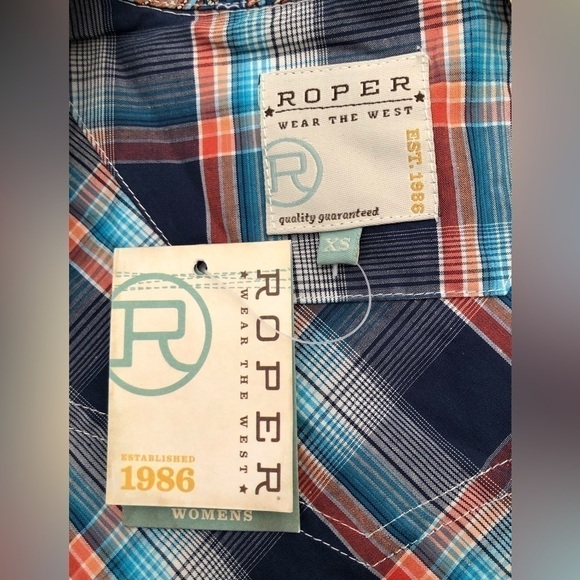 ROPER
WEAR THE WEST
EST. 1986
R
quality guaranteed
XS
R
ROPER
WEAR THE WEST
ESTABLISHED
1986
WOMENS